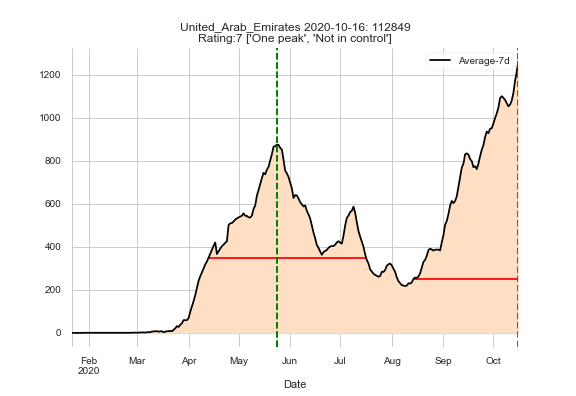 United_Arab_Emirates 2020-10-16: 112849
Rating:7 ['One peak', 'Not in control']
Average-7d
1200
1000
800
600
400
200
0
Feb Mar Apr May Jun Jul Aug Sep Oct
2020
Date